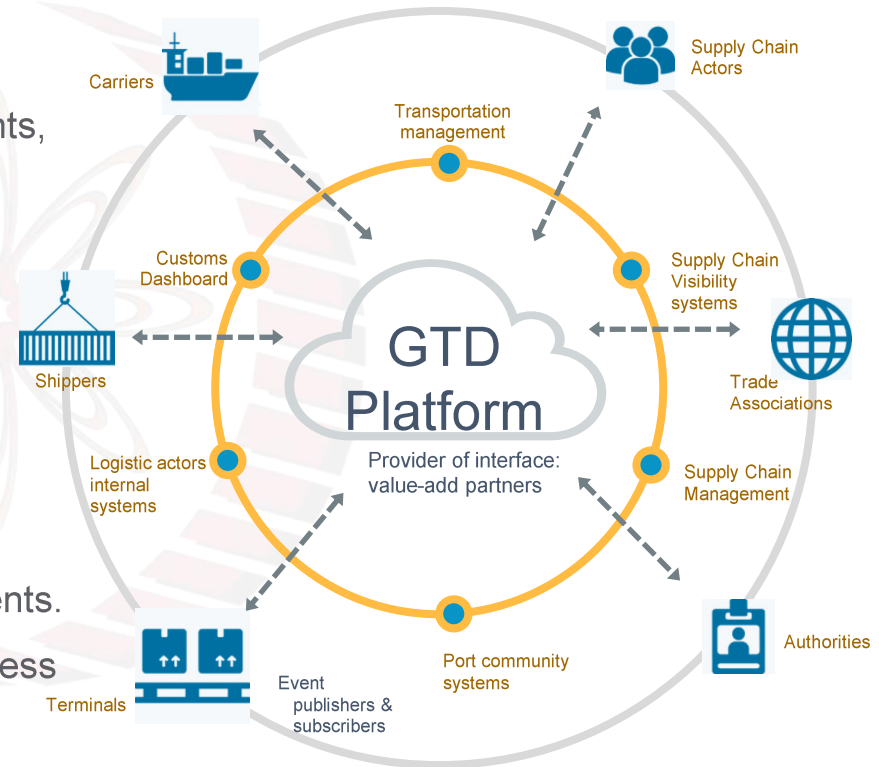 Supply Chain
Actors
Carriers
Transportation
management
nts,
Customs
Dashboard
Supply Chain
Visibility
systems
GTD
Platform
Shippers
Trade
Associations
Provider of interface:
value-add partners
Logistic actors
internal
systems
Supply Chain
Management
ents.
Authorities
ess
Port community
systems
Terminals
Event
publishers &
subscribers